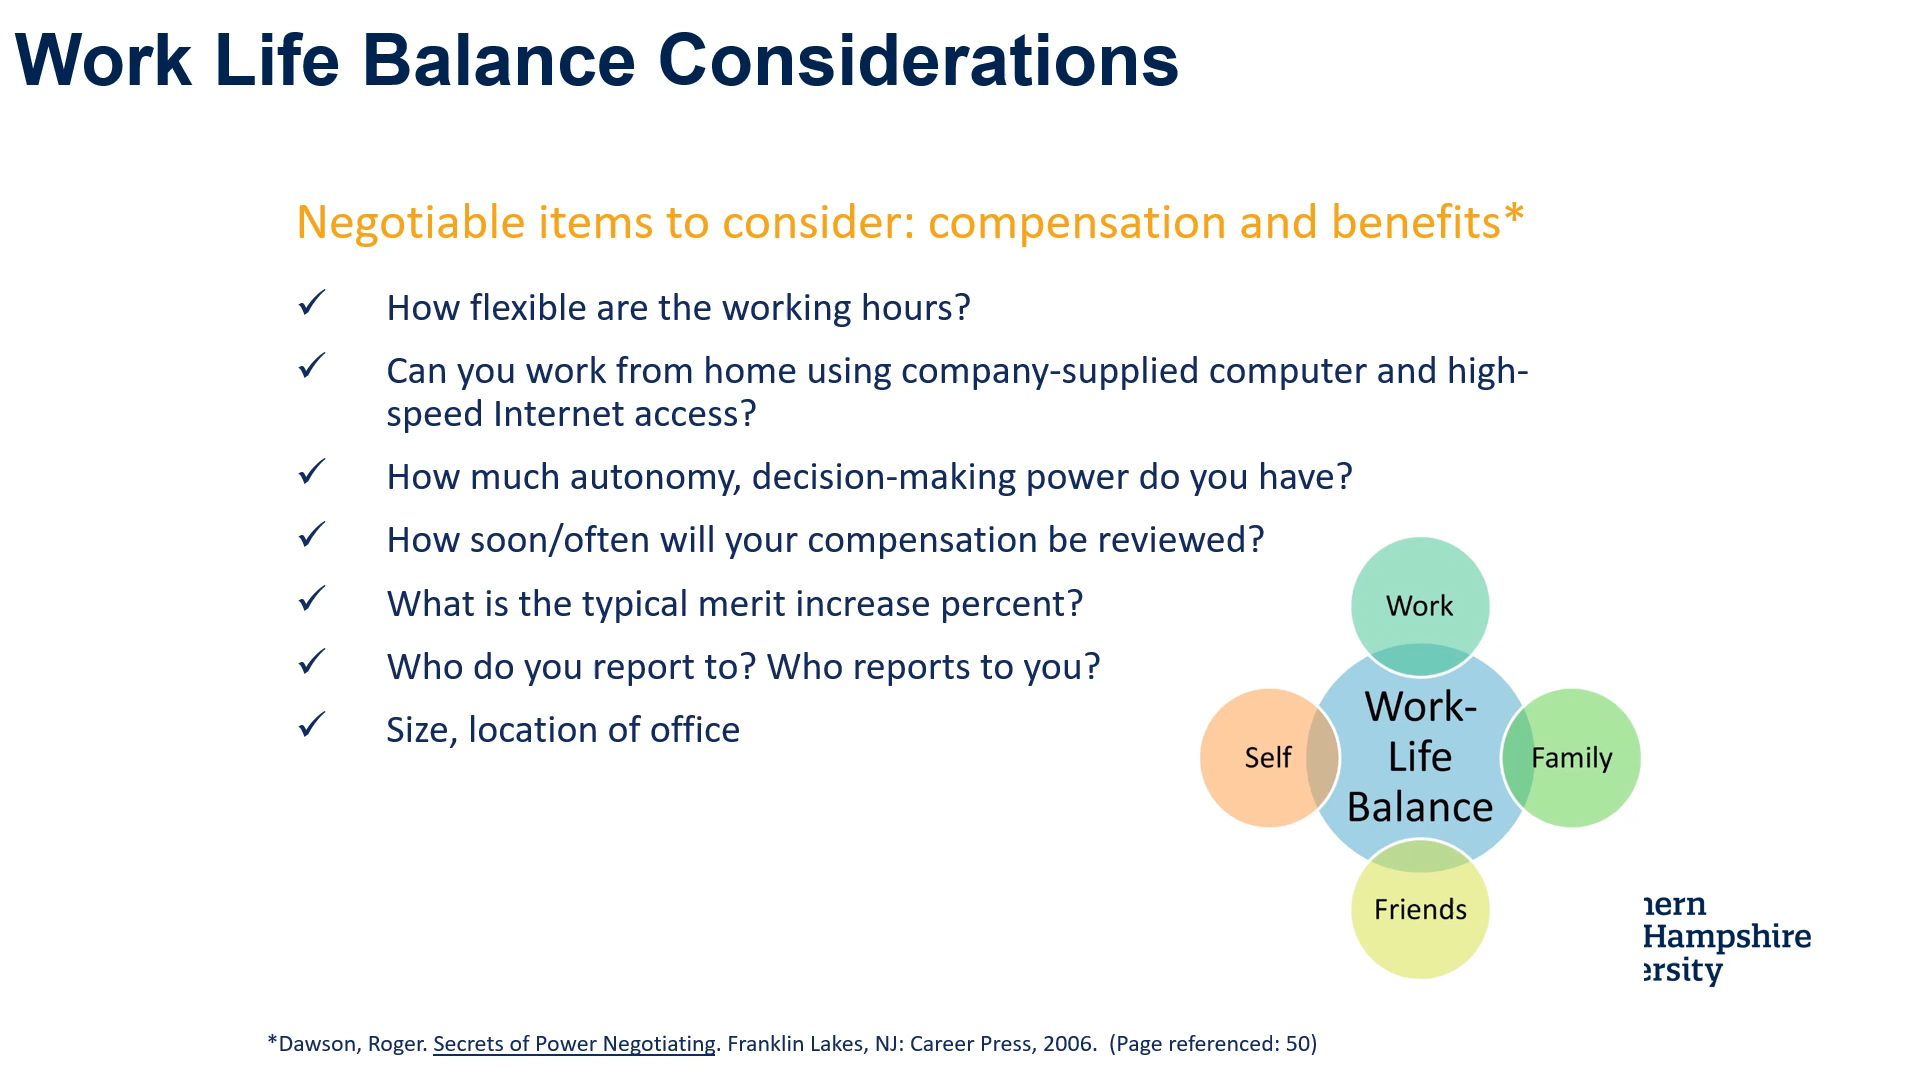 Work Life Balance Considerations
Negotiable items to consider: compensation and benefits*
✓ How flexible are the working hours?
✓ Can you work from home using company-supplied computer and high-
speed Internet access?
✓ How much autonomy, decision-making power do you have?
✓ How soon/often will your compensation be reviewed?
✓ What is the typical merit increase percent?
✓ Who do you report to? Who reports to you?
✓ Size, location of office
Work
Work-
Life
Balance
Self
Family
Friends
Hampshire
*Dawson, Roger. Secrets of Power Negotiating. Franklin Lakes, NJ: Career Press, 2006. (Page referenced: 50)